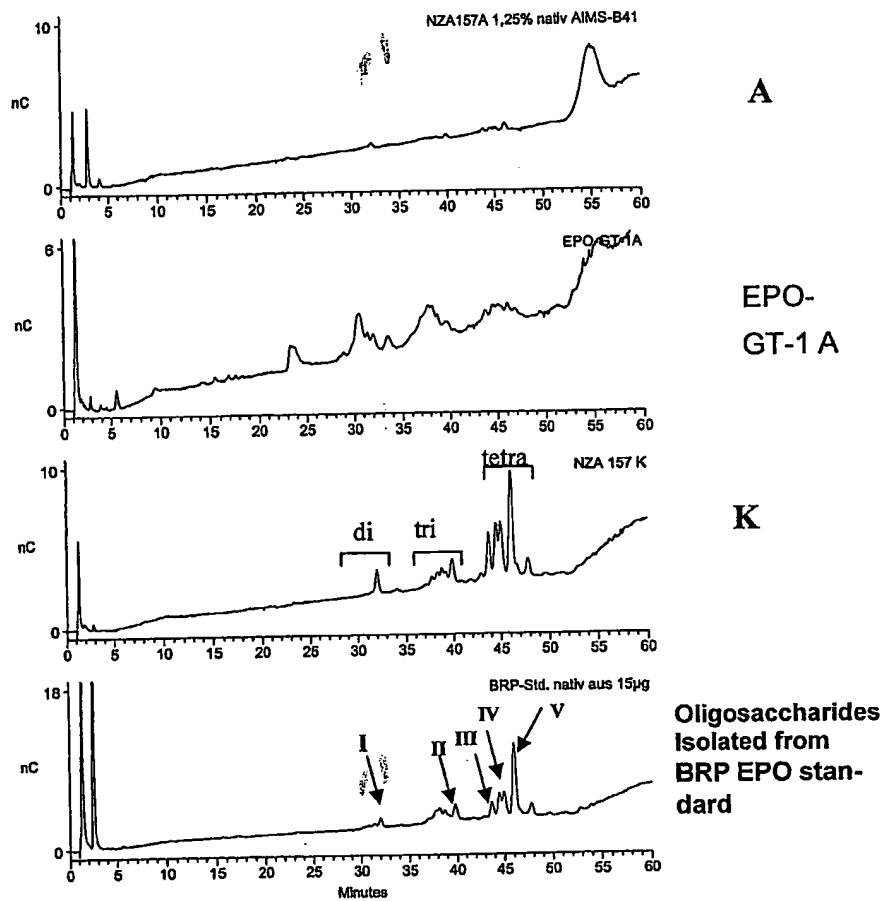 10
nC
0
NZA157A 1,25% nativ AIMS-B41
0 5 10 15 20 25 30 35 40 45 50 55 60
A
6
nC
0
EPO-GT-1A
0 5 10 15 20 25 30 35 40 45 50 55 60
EPO-
GT-1 A
10
nC
0
di
tri
tetra
NZA 157 K
0 5 10 15 20 25 30 35 40 45 50 55 60
K
18
nC
0
BRP-Std. nativ aus 15µg
I
II
III
IV
V
0 5 10 15 20 25 30 35 40 45 50 55 60
Minutes
Oligosaccharides
Isolated from
BRP EPO stan-
dard